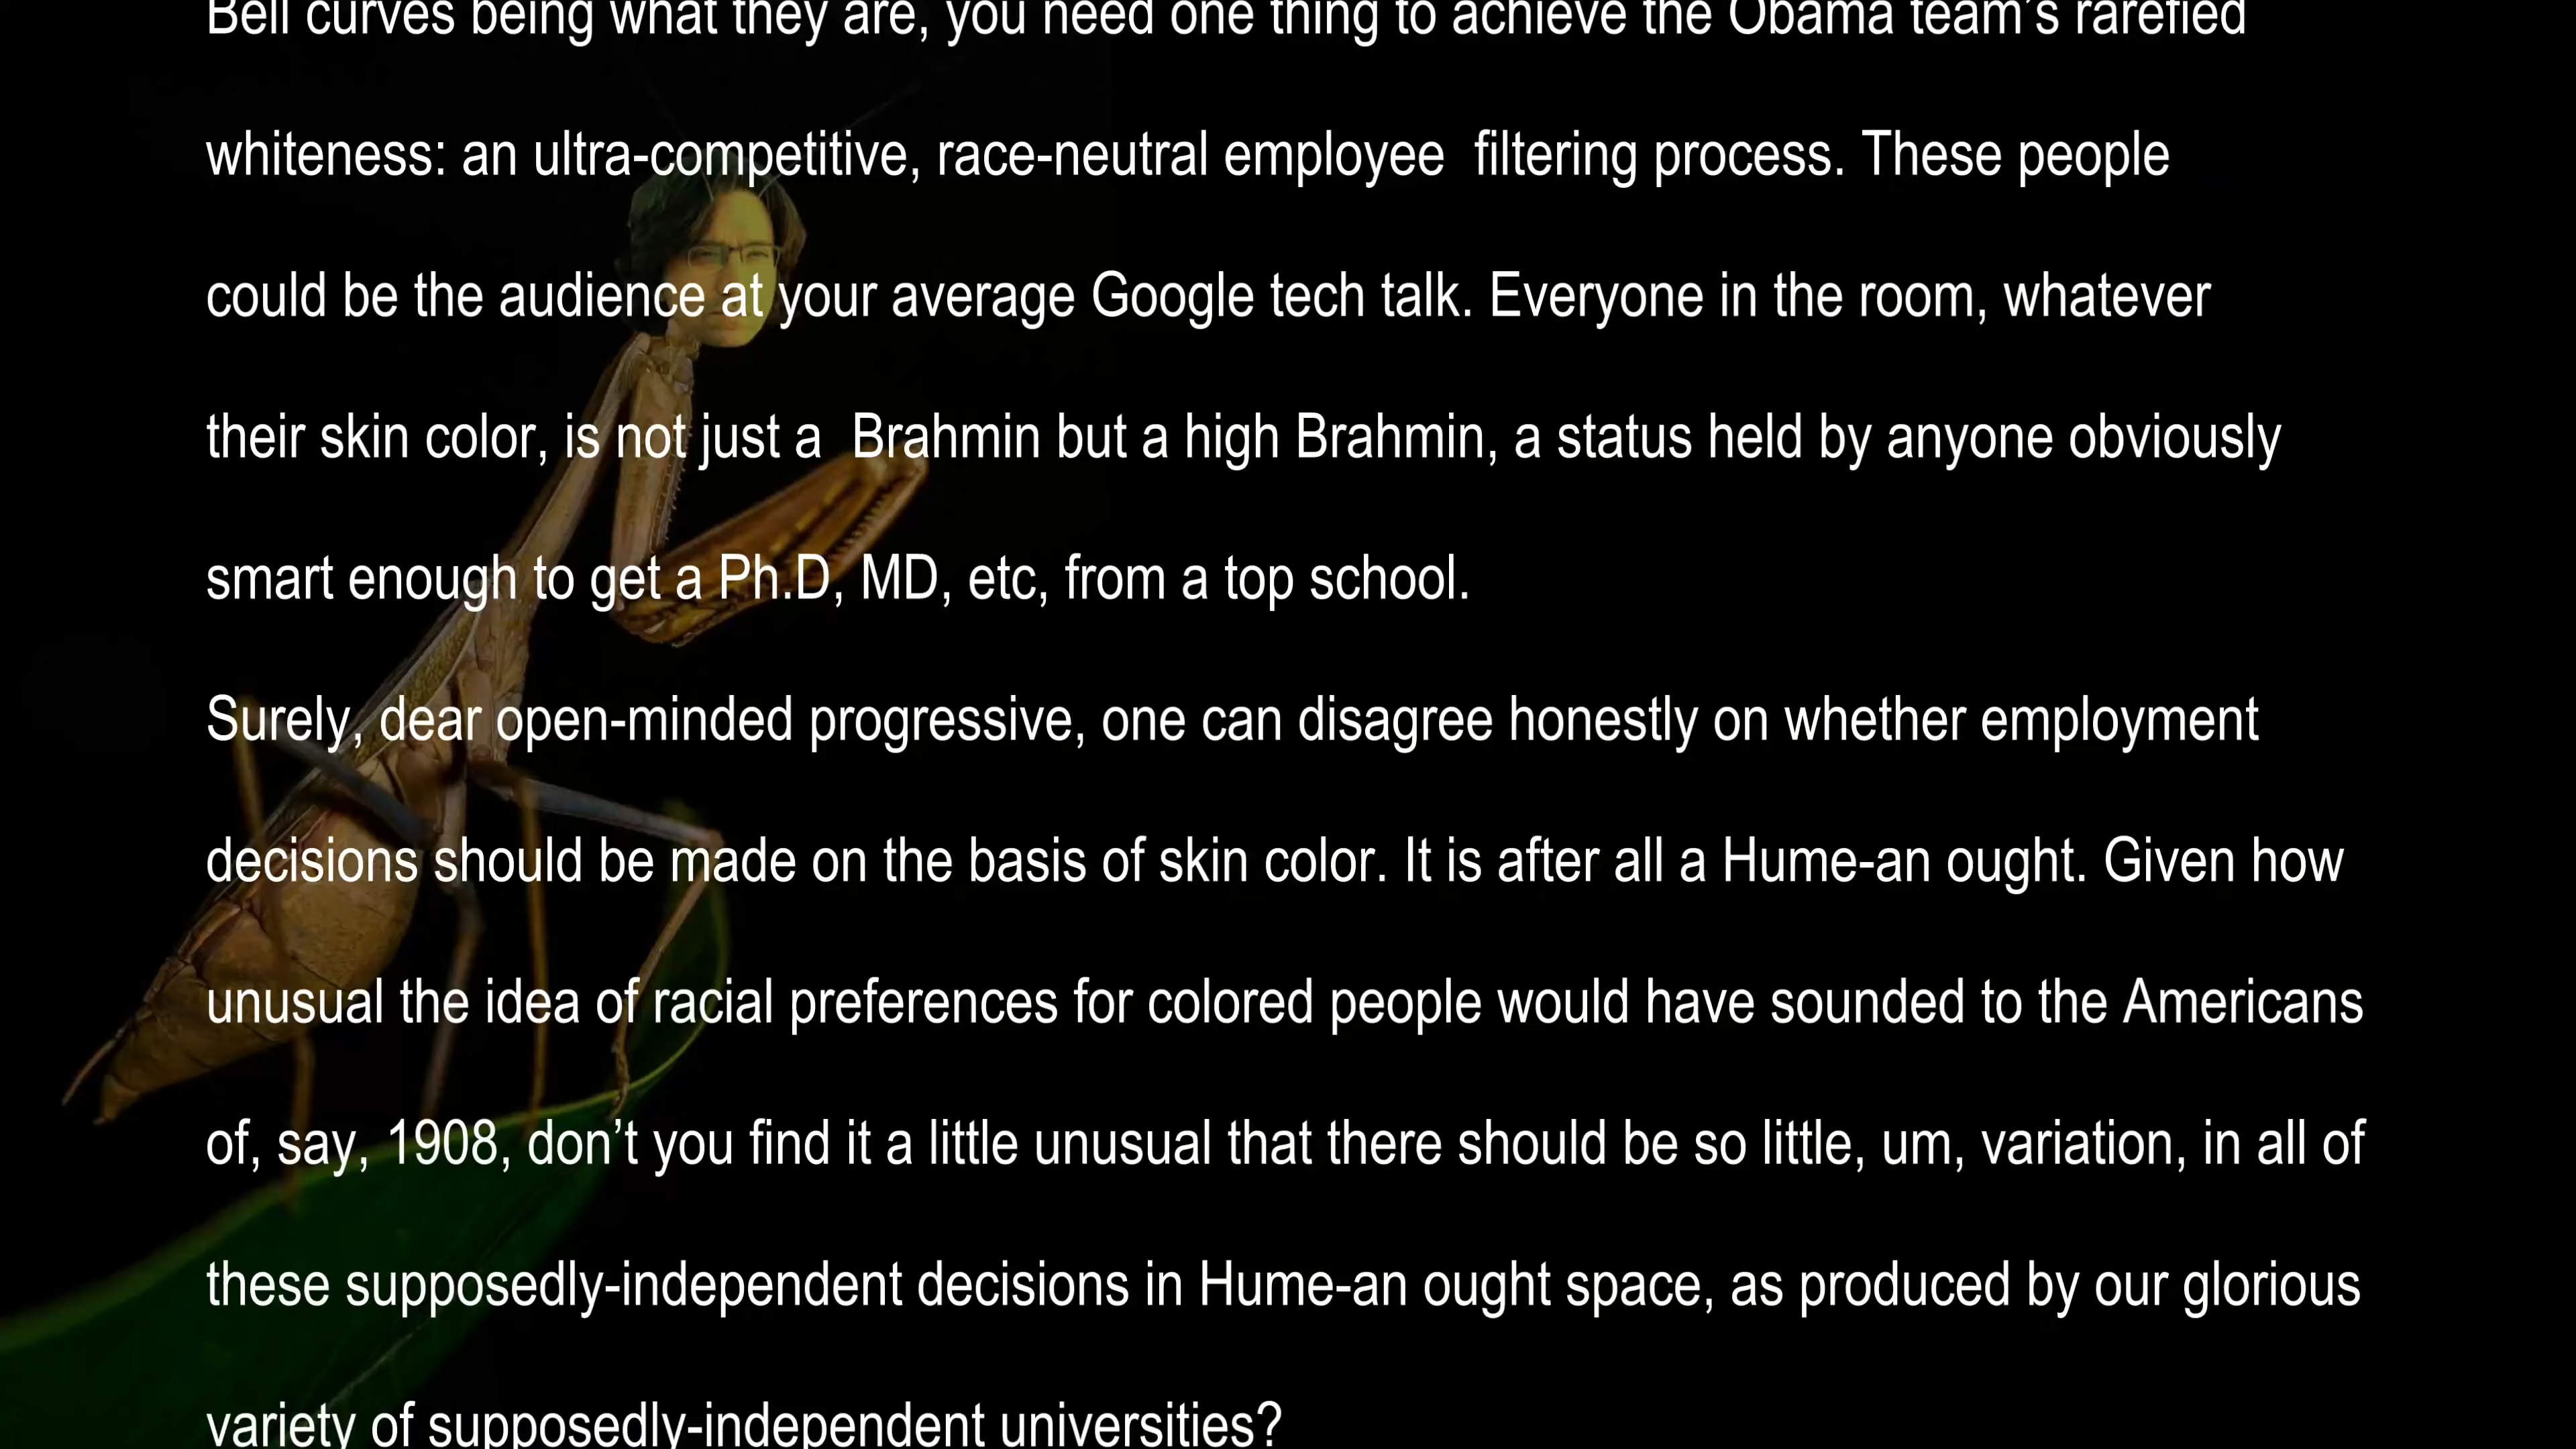 Bell curves being what they are, you need one thing to achieve the Obama team's rarefied
whiteness: an ultra-competitive, race-neutral employee  filtering process. These people
could be the audience at your average Google tech talk. Everyone in the room, whatever
their skin color, is not just a  Brahmin but a high Brahmin, a status held by anyone obviously
smart enough to get a Ph.D, MD, etc, from a top school.
Surely, dear open-minded progressive, one can disagree honestly on whether employment
decisions should be made on the basis of skin color. It is after all a Hume-an ought. Given how
unusual the idea of racial preferences for colored people would have sounded to the Americans
of, say, 1908, don’t you find it a little unusual that there should be so little, um, variation, in all of
these supposedly-independent decisions in Hume-an ought space, as produced by our glorious
variety of supposedly-independent universities?